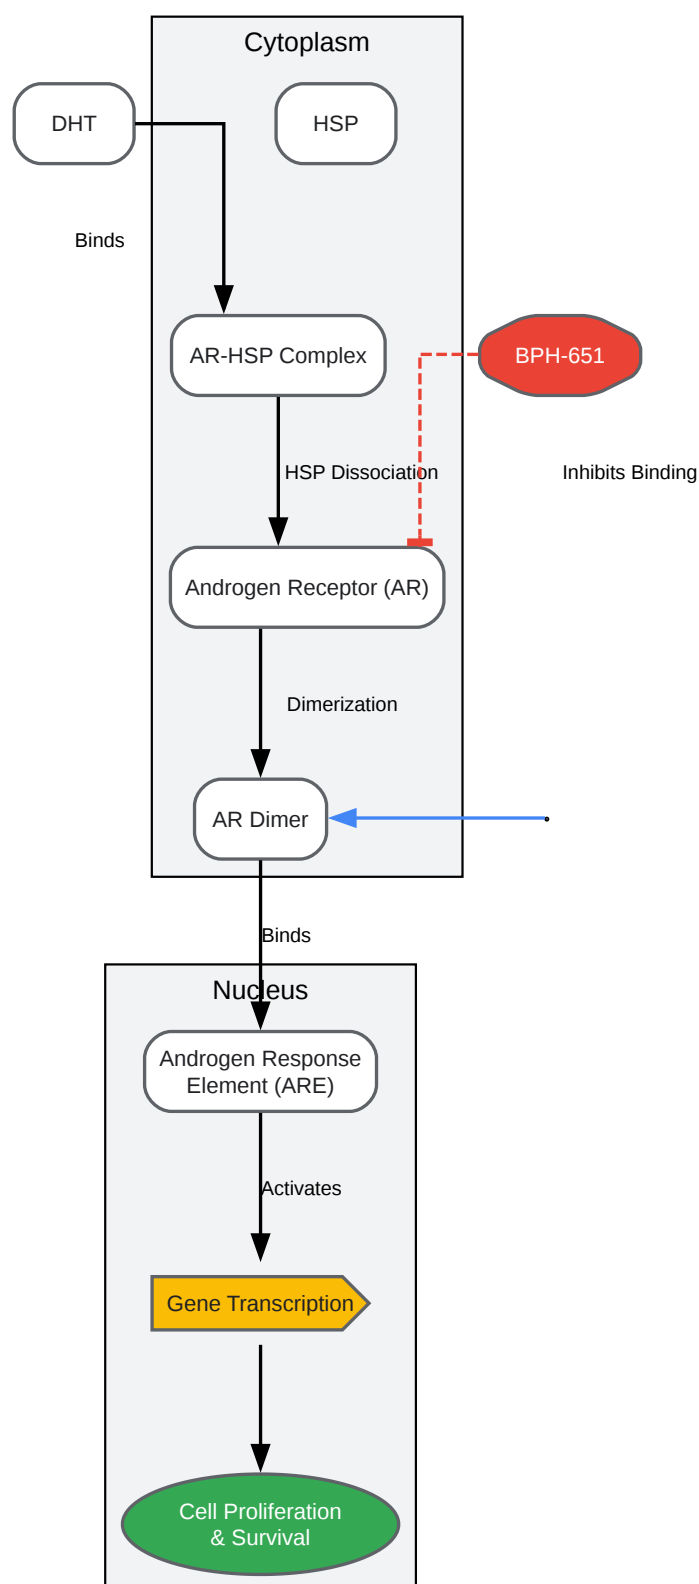 Cytoplasm
DHT
HSP
Binds
AR-HSP Complex
BPH-651
HSP Dissociation
Inhibits Binding
Androgen Receptor (AR)
Dimerization
AR Dimer
Binds
Nucleus
Androgen Response
Element (ARE)
Activates
Gene Transcription
Cell Proliferation
& Survival